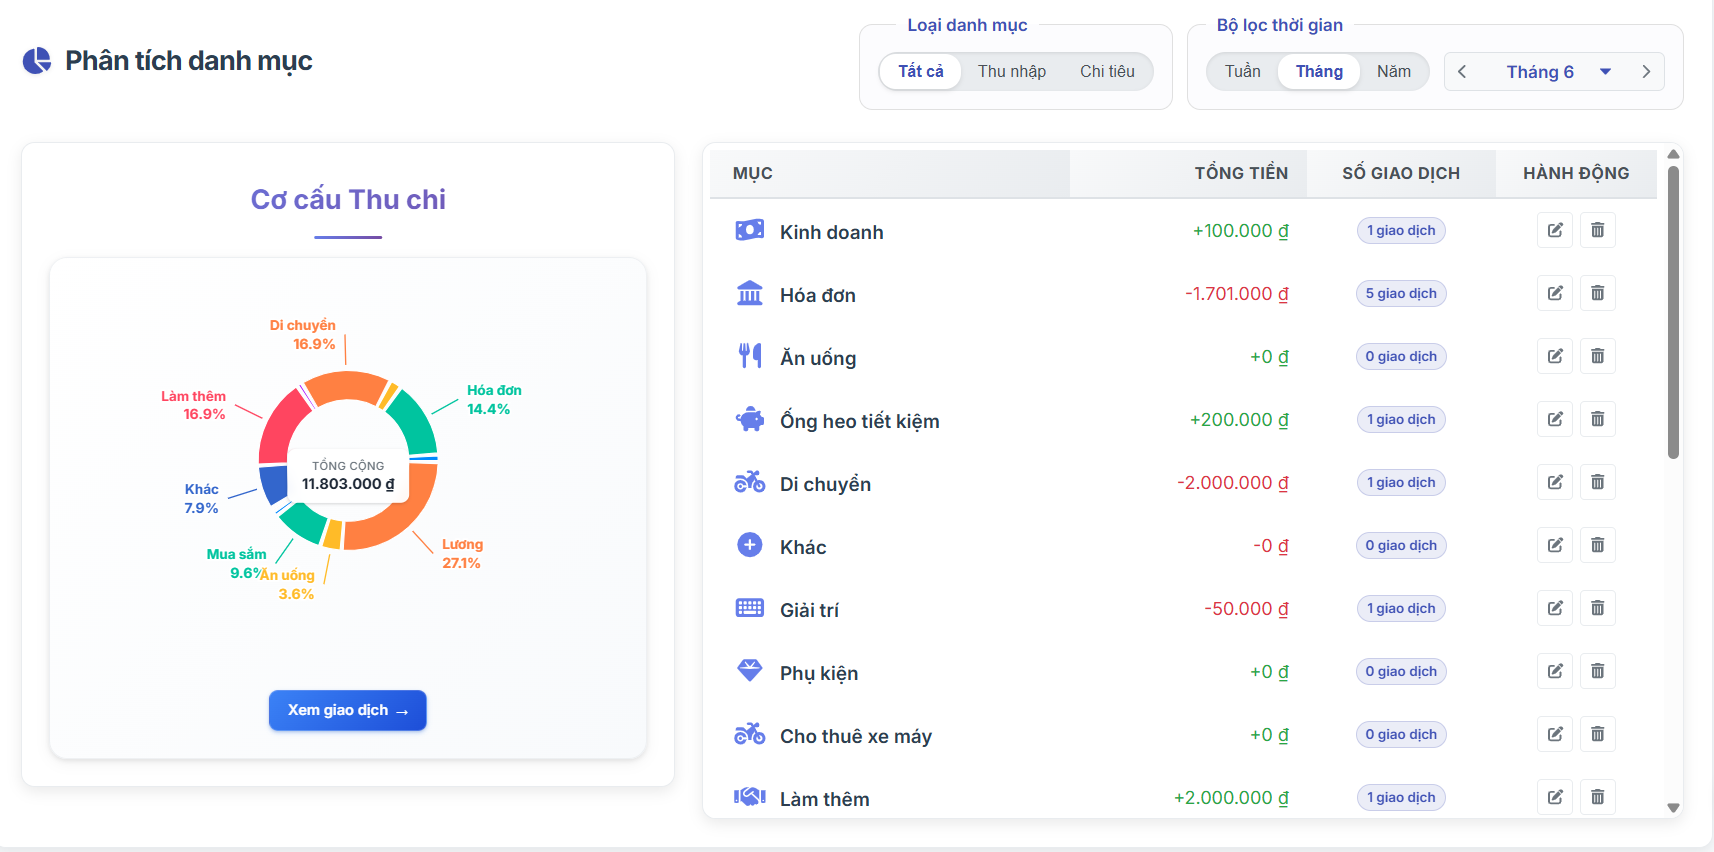 Phân tích danh mục
Loại danh mục
Tất cả Thu nhập Chi tiêu
Bộ lọc thời gian
Tuần Tháng Năm
Tháng 6
Cơ cấu Thu chi
Di chuyển
16.9%
Hóa đơn
14.4%
Làm thêm
16.9%
TỔNG CỘNG
11.803.000 ₫
Khác
7.9%
Lương
27.1%
Mua sắm
9.6%
Ăn uống
3.6%
Xem giao dịch →
MỤC TỔNG TIỀN SỐ GIAO DỊCH HÀNH ĐỘNG
Kinh doanh +100.000 ₫ 1 giao dịch
Hóa đơn -1.701.000 ₫ 5 giao dịch
Ăn uống +0 ₫ 0 giao dịch
Ống heo tiết kiệm +200.000 ₫ 1 giao dịch
Di chuyển -2.000.000 ₫ 1 giao dịch
Khác -0 ₫ 0 giao dịch
Giải trí -50.000 ₫ 1 giao dịch
Phụ kiện +0 ₫ 0 giao dịch
Cho thuê xe máy +0 ₫ 0 giao dịch
Làm thêm +2.000.000 ₫ 1 giao dịch